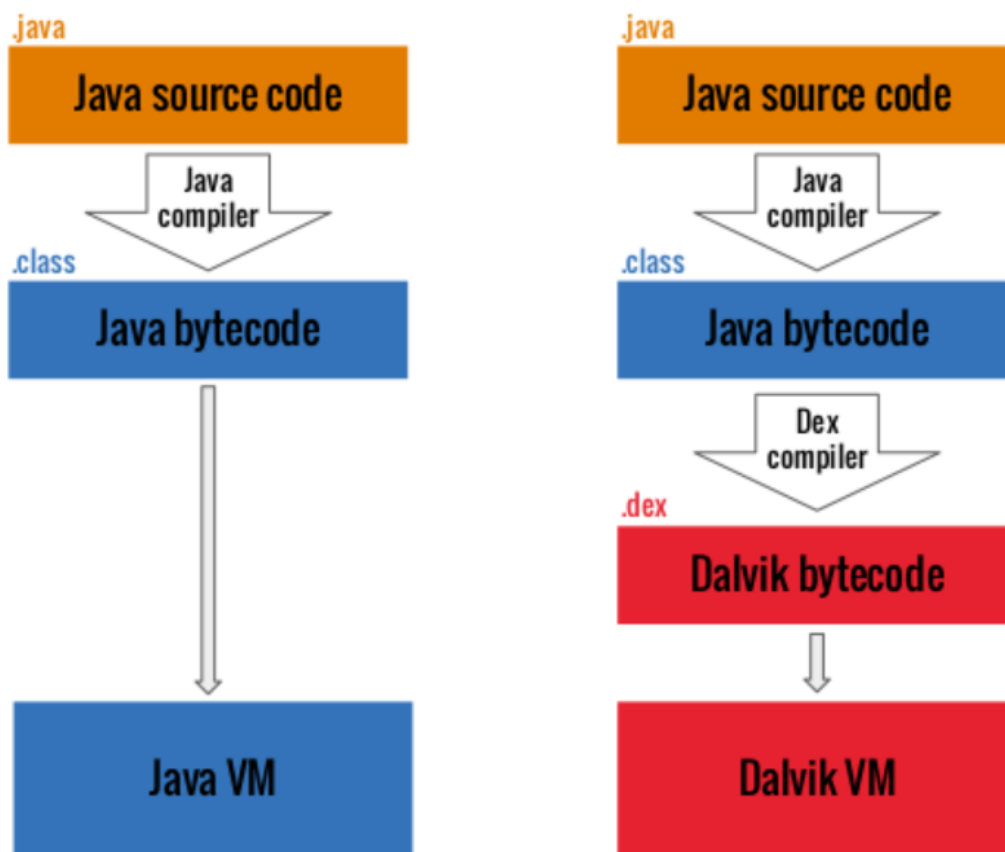 .java
Java source code
Java
compiler
.class
Java bytecode
Java VM
.java
Java source code
Java
compiler
.class
Java bytecode
Dex
compiler
.dex
Dalvik bytecode
Dalvik VM